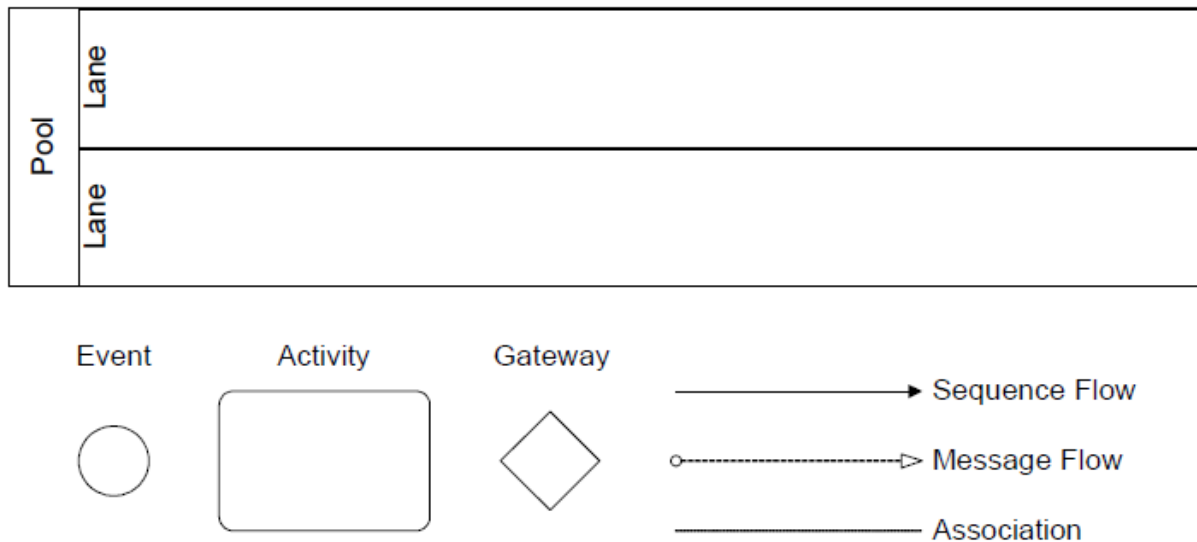 Pool
Lane
Lane
Event
Activity
Gateway
Sequence Flow
Message Flow
Association